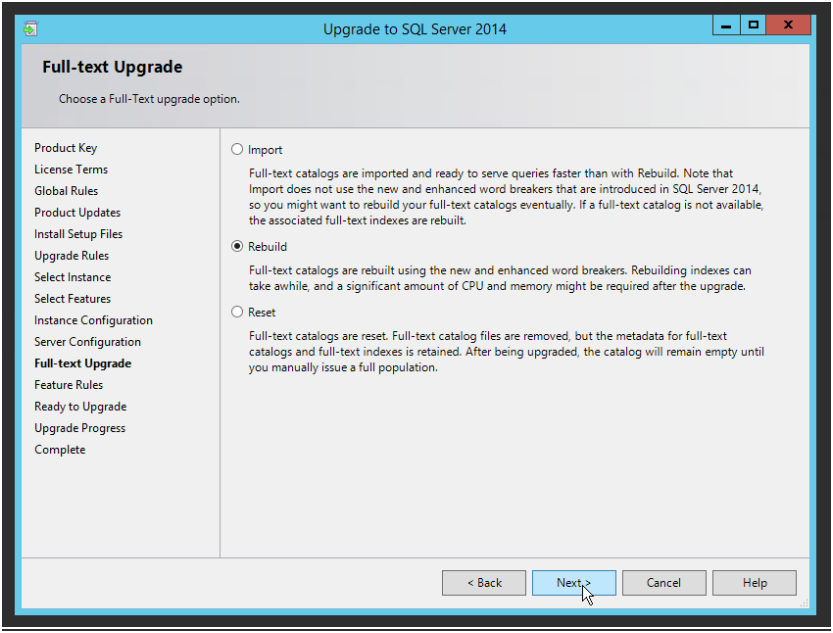 Upgrade to SQL Server 2014
Full-text Upgrade
Choose a Full-Text upgrade option.
Product Key
License Terms
Global Rules
Product Updates
Install Setup Files
Upgrade Rules
Select Instance
Select Features
Instance Configuration
Server Configuration
Full-text Upgrade
Feature Rules
Ready to Upgrade
Upgrade Progress
Complete
Import
Full-text catalogs are imported and ready to serve queries faster than with Rebuild. Note that
Import does not use the new and enhanced word breakers that are introduced in SQL Server 2014,
so you might want to rebuild your full-text catalogs eventually. If a full-text catalog is not available,
the associated full-text indexes are rebuilt.
Rebuild
Full-text catalogs are rebuilt using the new and enhanced word breakers. Rebuilding indexes can
take awhile, and a significant amount of CPU and memory might be required after the upgrade.
Reset
Full-text catalogs are reset. Full-text catalog files are removed, but the metadata for full-text
catalogs and full-text indexes is retained. After being upgraded, the catalog will remain empty until
you manually issue a full population.
< Back
Next >
Cancel
Help